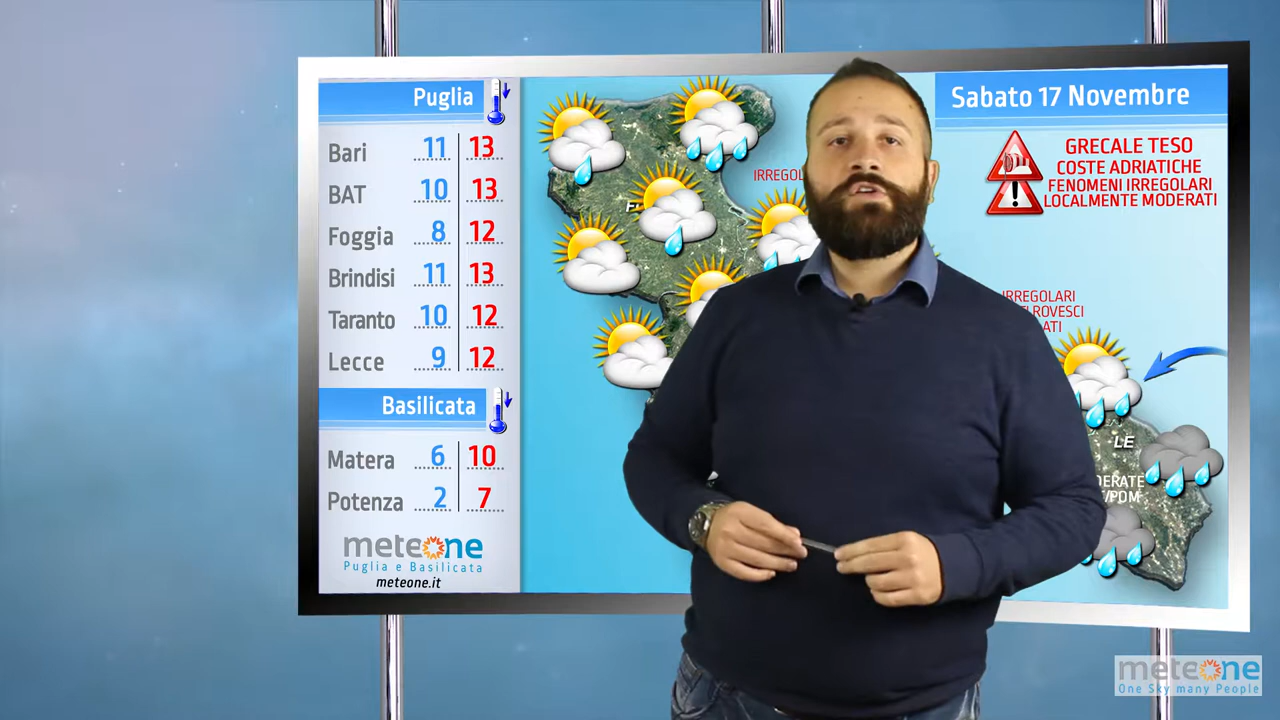 Puglia
Bari 11 13
BAT 10 13
Foggia 8 12
Brindisi 11 13
Taranto 10 12
Lecce 9 12
Basilicata
Matera 6 10
Potenza 2 7
meteone
Puglia e Basilicata
meteone.it
Sabato 17 Novembre
GRECALE TESO
COSTE ADRIATICHE
FENOMENI IRREGOLARI
LOCALMENTE MODERATI
IRREGOLARI
ROVESCI
LE
meteone
One Sky many People